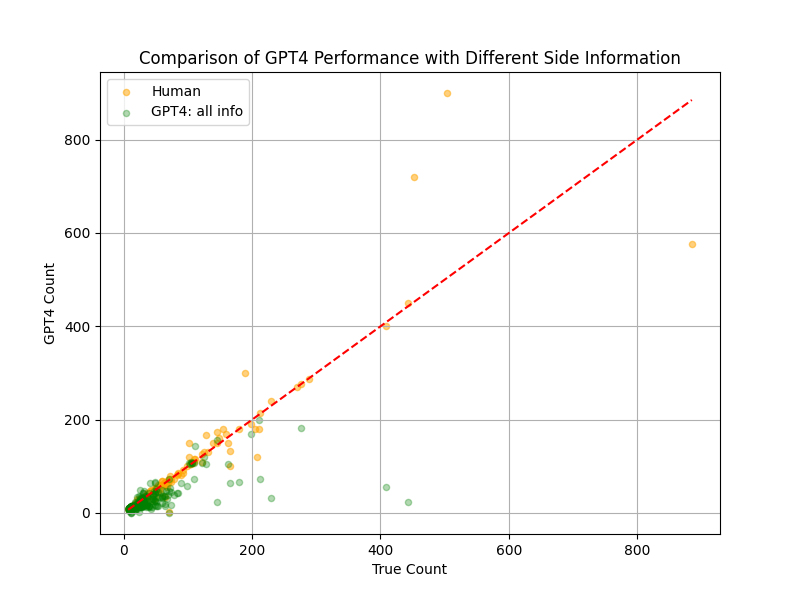 Comparison of GPT4 Performance with Different Side Information
Human
GPT4: all info
GPT4 Count
800
600
400
200
0
0 200 400 600 800
True Count